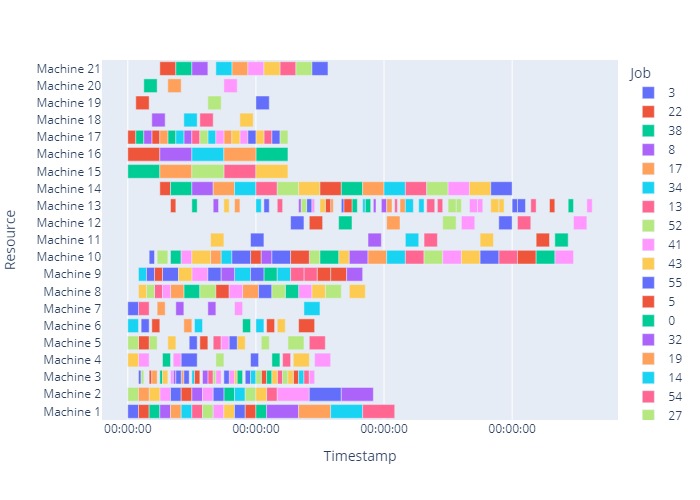 Job
Machine 21
Machine 20
Machine 19
Machine 18
Machine 17
Machine 16
Machine 15
Machine 14
Machine 13
Machine 12
Machine 11
Machine 10
Machine 9
Machine 8
Machine 7
Machine 6
Machine 5
Machine 4
Machine 3
Machine 2
Machine 1
Resource
00:00:00 00:00:00 00:00:00 00:00:00
Timestamp
3
22
38
8
17
34
13
52
41
43
55
5
0
32
19
14
54
27